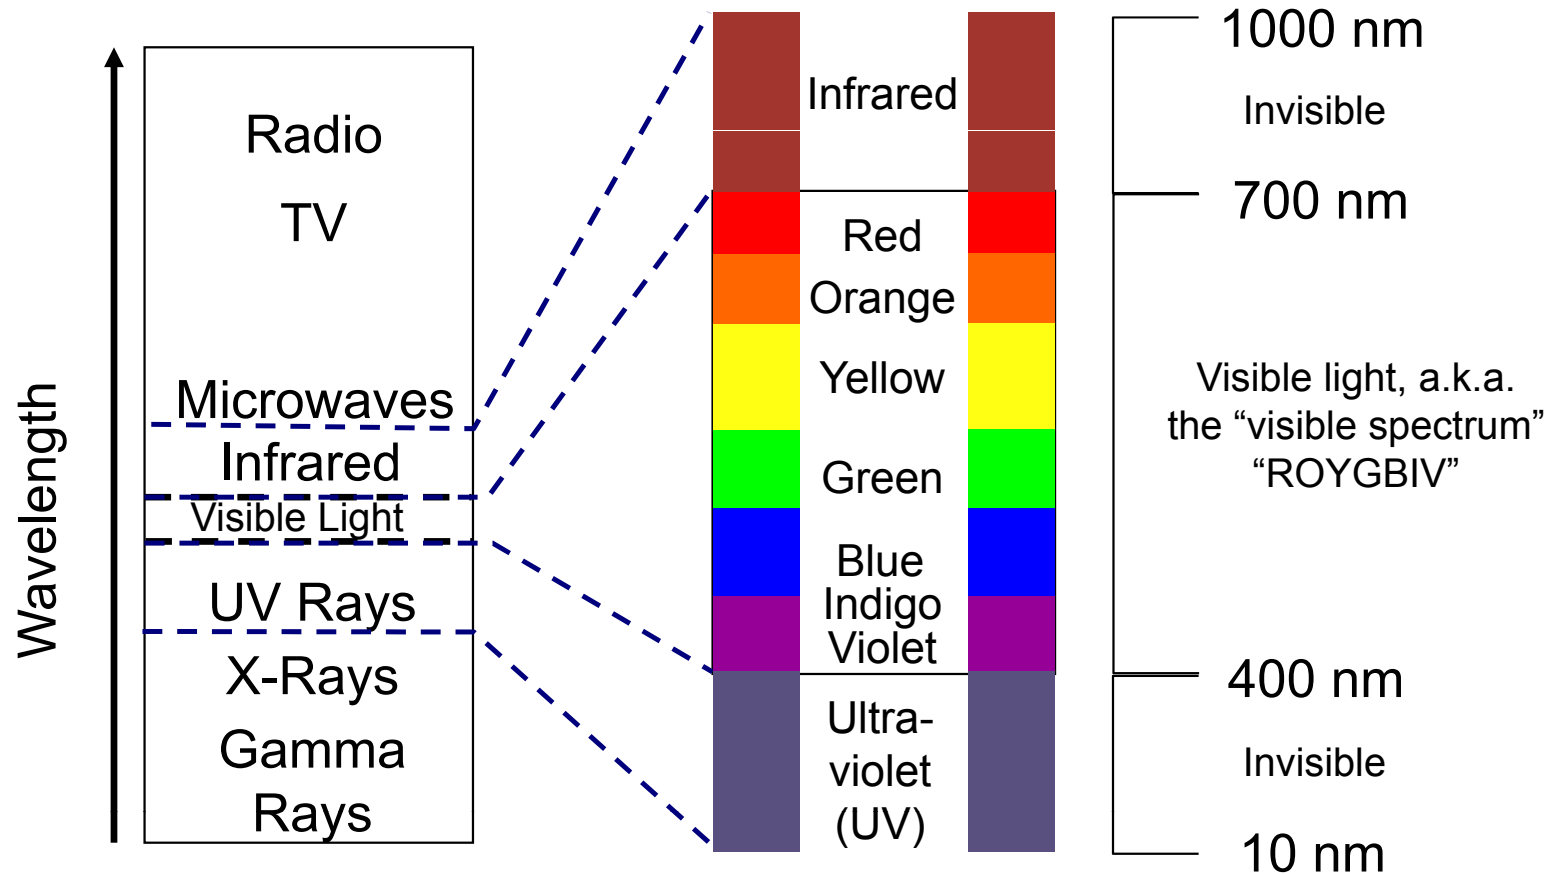 Wavelength
Radio
TV
Microwaves
Infrared
Visible Light
UV Rays
X-Rays
Gamma
Rays
Infrared
Red
Orange
Yellow
Green
Blue
Indigo
Violet
Ultra-
violet
(UV)
1000 nm
Invisible
700 nm
Visible light, a.k.a.
the “visible spectrum”
“ROYGBIV”
400 nm
Invisible
10 nm